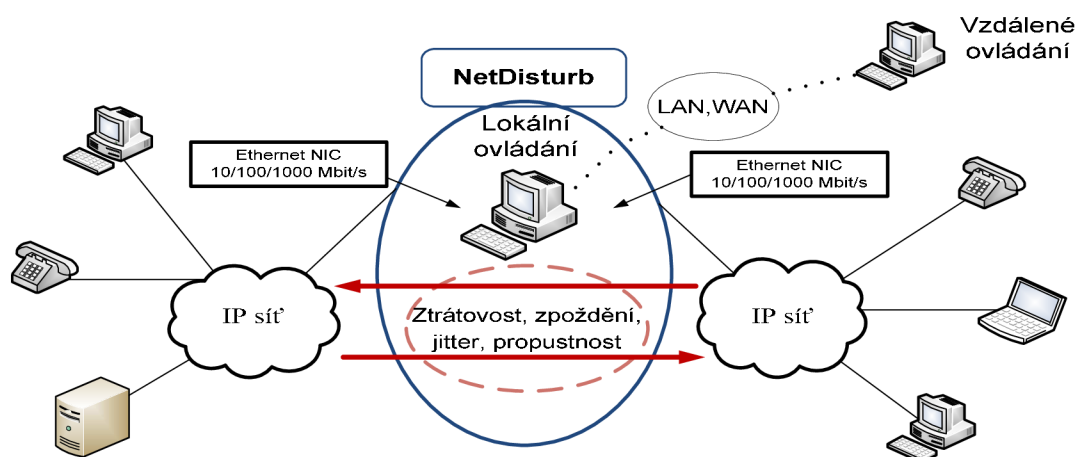 Vzdálené
ovládání
NetDisturb
LAN,WAN
Lokální
ovládání
Ethernet NIC
10/100/1000 Mbit/s
Ethernet NIC
10/100/1000 Mbit/s
IP síť
Ztrátovost, zpoždění,
jitter, propustnost
IP síť